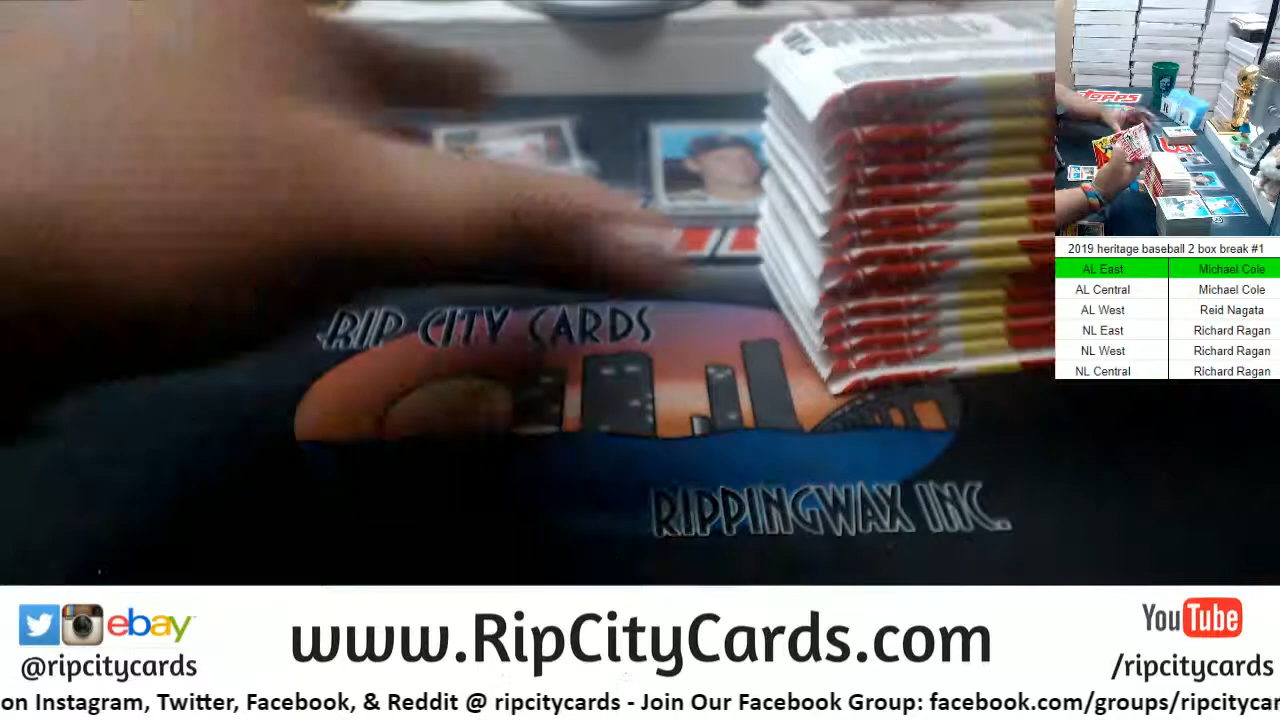 TOPPS
2019 heritage baseball 2 box break #1
AL East Michael Cole
AL Central Michael Cole
AL West Reid Nagata
NL East Richard Ragan
NL West Richard Ragan
NL Central Richard Ragan
RIP CITY CARDS
RIPPINGWAX INC.
ebay
@ripcitycards
www.RipCityCards.com
YouTube
/ripcitycards
on Instagram, Twitter, Facebook, & Reddit @ ripcitycards - Join Our Facebook Group: facebook.com/groups/ripcitycar